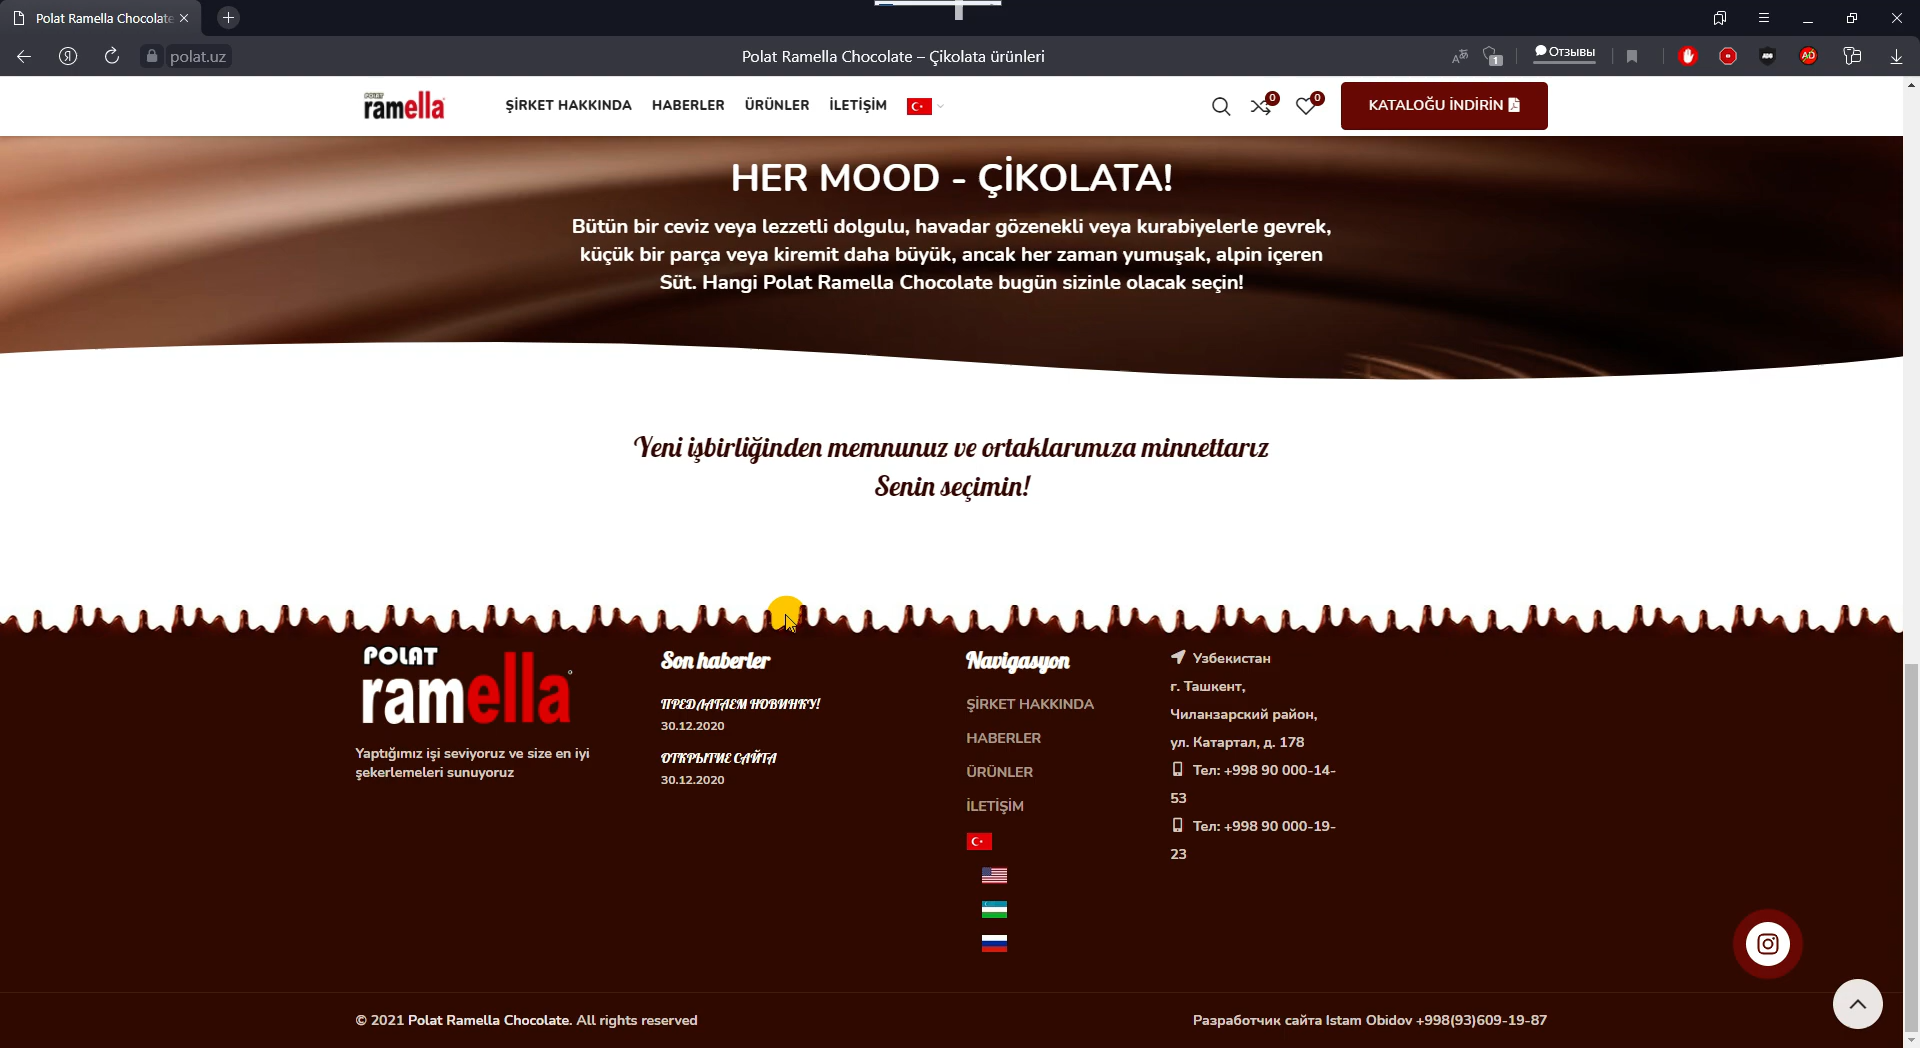 Polat Ramella Chocolate
polat.uz
Polat Ramella Chocolate – Çikolata ürünleri
1
Отзывы
ABG
AD
POLAT
ramella
ŞİRKET HAKKINDA
HABERLER
ÜRÜNLER
İLETİŞİM
0
0
KATALOĞU İNDİRİN
HER MOOD - ÇİKOLATA!
Bütün bir ceviz veya lezzetli dolgulu, havadar gözenekli veya kurabiyelerle gevrek,
küçük bir parça veya kiremit daha büyük, ancak her zaman yumuşak, alpin içeren
Süt. Hangi Polat Ramella Chocolate bugün sizinle olacak seçin!
Yeni işbirliğinden memnunuz ve ortaklarımıza minnettarız
Senin seçimin!
POLAT
ramella
Yaptığımız işi seviyoruz ve size en iyi
şekerlemeleri sunuyoruz
Son haberler
ПРЕДЛАГАЕМ НОВИНКУ!
30.12.2020
ОТКРЫТИЕ САЙТА
30.12.2020
Navigasyon
ŞİRKET HAKKINDA
HABERLER
ÜRÜNLER
İLETİŞİM
Узбекистан
г. Ташкент,
Чиланзарский район,
ул. Катартал, д. 178
Тел: +998 90 000-14-
53
Тел: +998 90 000-19-
23
© 2021 Polat Ramella Chocolate. All rights reserved
Разработчик сайта Istam Obidov +998(93)609-19-87